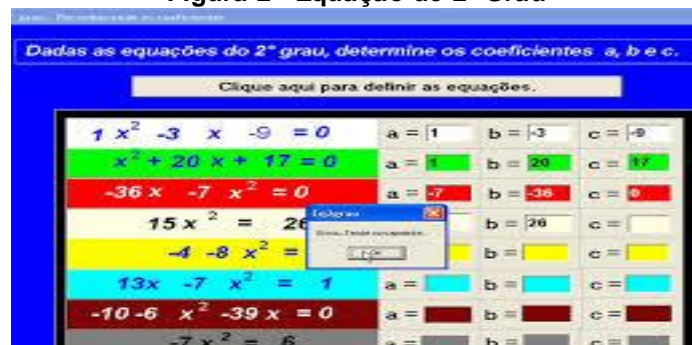 Figura 2 - Equação do 2º Grau
Dadas as equações do 2° grau, determine os coeficientes a, b e c.
Clique aqui para definir as equações.
1 x² -3 x -9 = 0 a = 1 b = -3 c = -9
x² + 20 x + 17 = 0 a = 1 b = 20 c = 17
-36 x -7 x² = 0 a = -7 b = -36 c = 0
15 x² = 26 b = 26 c =
-4 -8 x² = b = c =
13x -7 x² = 1 a = b = c =
-10 -6 x² -39 x = 0 a = b = c =
-7 x² = 6 a = b = c =